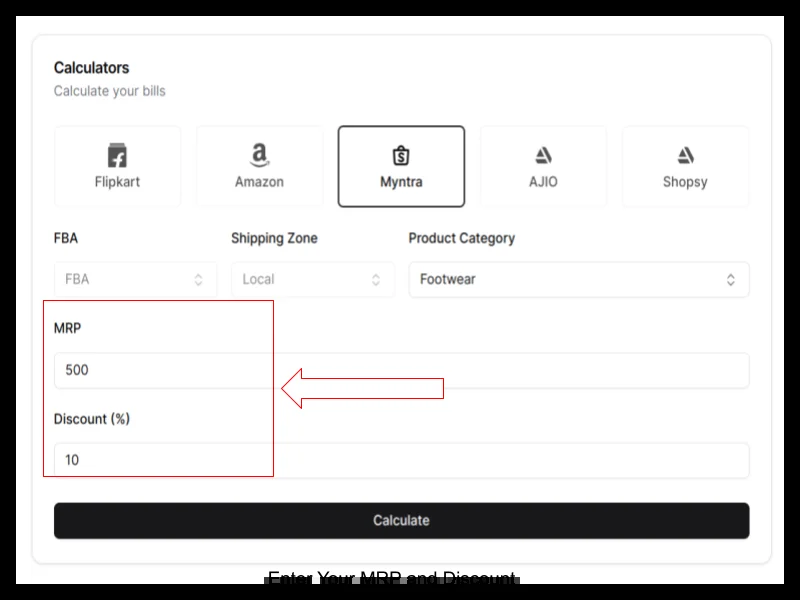 Calculators
Calculate your bills
Flipkart Amazon Myntra AJIO Shopsy
FBA Shipping Zone Product Category
FBA Local Footwear
MRP
500
Discount (%)
10
Calculate
Enter Your MRP and Discount